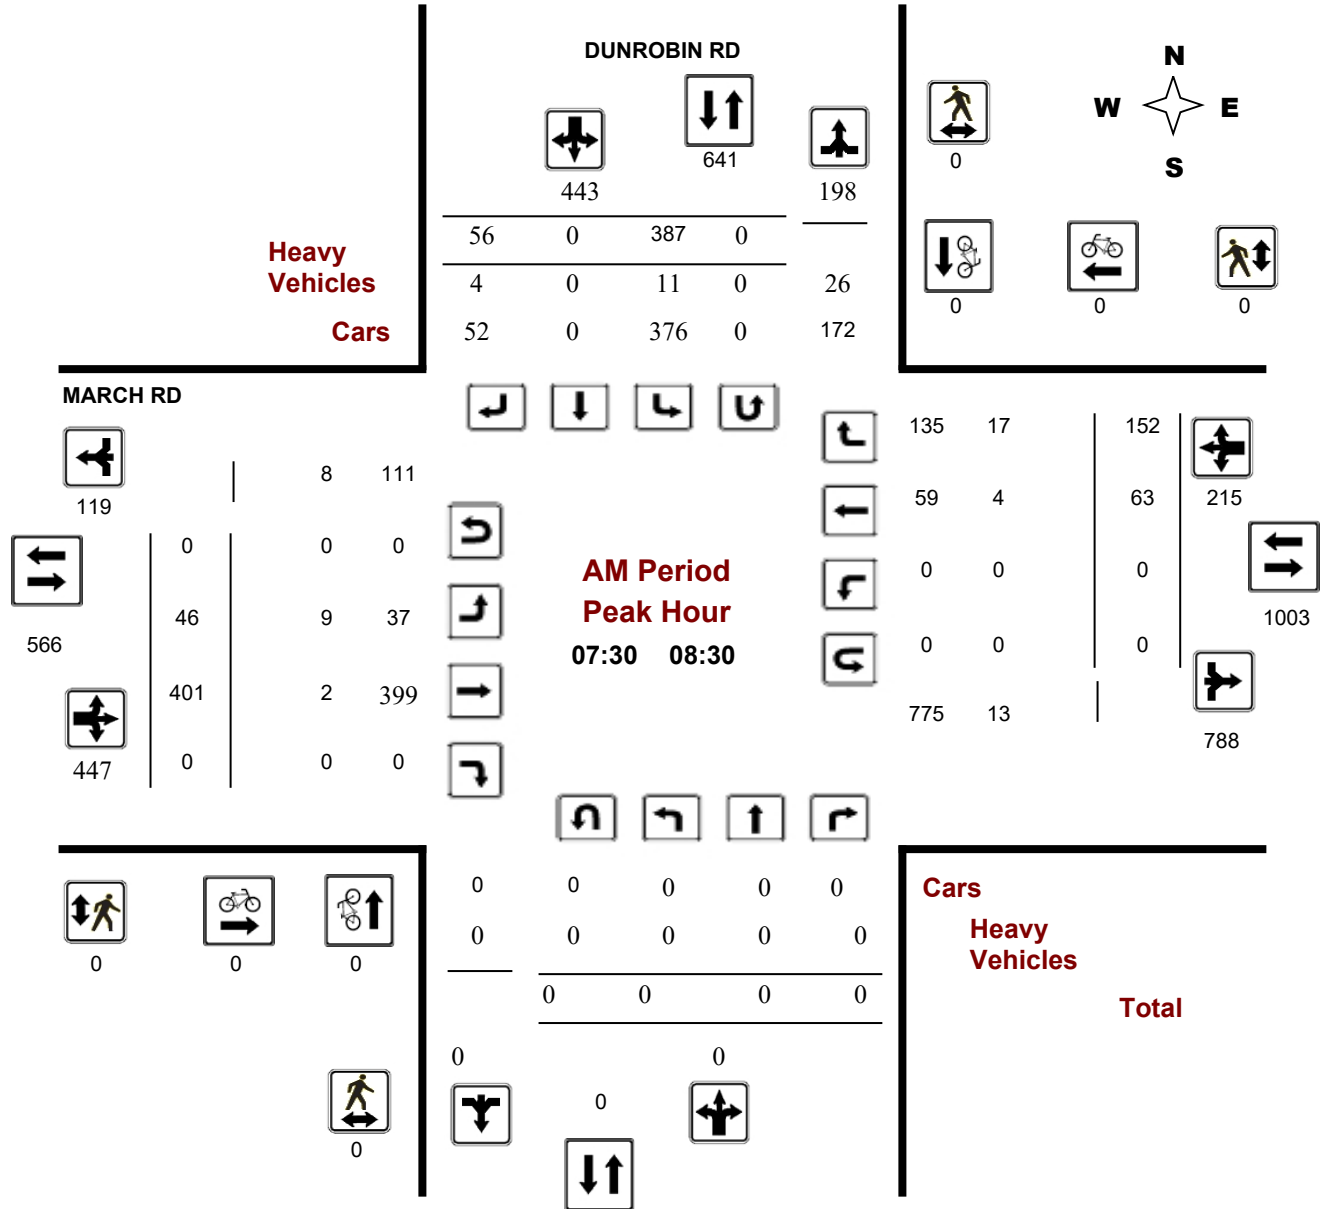 DUNROBIN RD
N
W E
S
641
0
443 198
56 0 387 0
Heavy
Vehicles
4 0 11 0 26
0 0 0
Cars
52 0 376 0 172
MARCH RD
135 17 152
8 111
119
59 4 63 215
0 0 0
AM Period
0 0 0
Peak Hour
46 9 37
1003
566
07:30 08:30
0 0 0
401 2 399
775 13
788
447 0 0 0
0 0 0 0 0
Cars
0 0 0 0 0
Heavy
Vehicles
0 0 0
0 0 0 0
Total
0 0
0
0